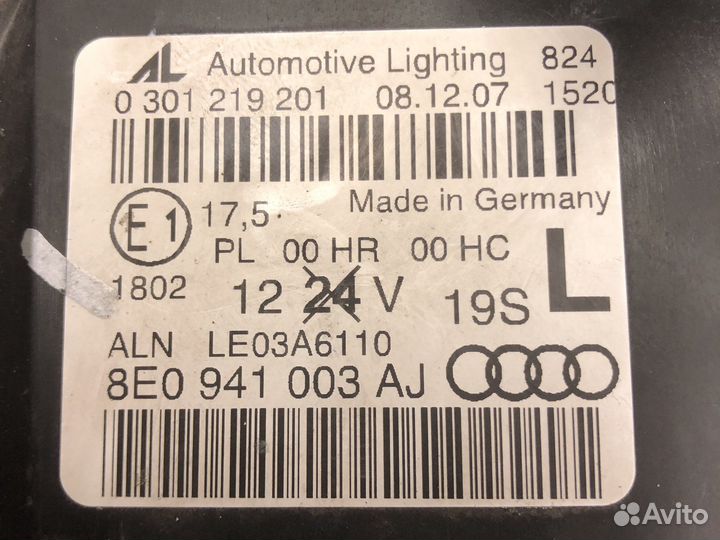 AL Automotive Lighting 824
0 301 219 201 08.12.07 1520
E1 17,5 Made in Germany
PL 00 HR 00 HC
1802 12 24 V 19S L
ALN LE03A6110
8E0 941 003 AJ
Avito